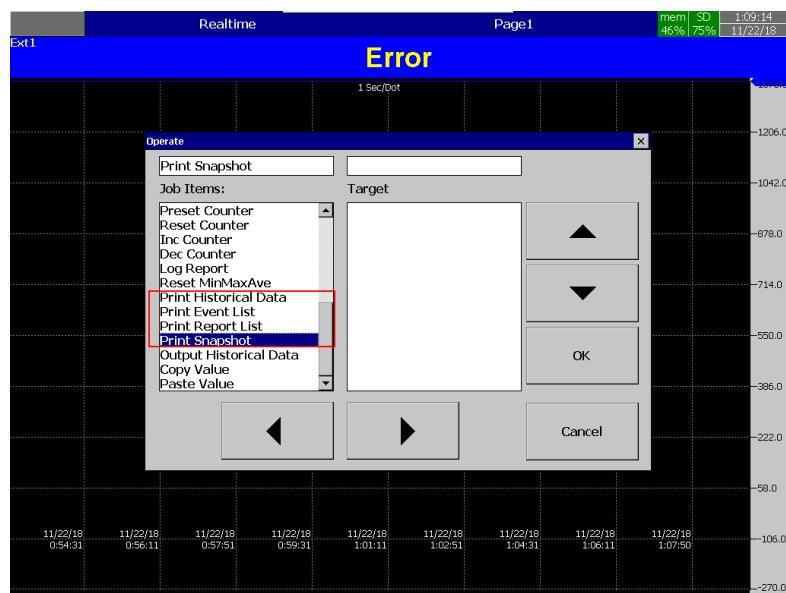 Realtime
Page1
mem SD 1:09:14
46% 75% 11/22/18
Ext1
Error
1 Sec/Dot
1206.0
Operate
Print Snapshot
1042.0
Job Items: Target
Preset Counter
Reset Counter
Inc Counter
878.0
Dec Counter
Log Report
Reset MinMaxAve
714.0
Print Historical Data
Print Event List
Print Report List
550.0
Print Snapshot
Output Historical Data
OK
Copy Value
Paste Value
386.0
Cancel
222.0
58.0
11/22/18 11/22/18 11/22/18 11/22/18 11/22/18 11/22/18 11/22/18 11/22/18 11/22/18
0:54:31 0:56:11 0:57:51 0:59:31 1:01:11 1:02:51 1:04:31 1:06:11 1:07:50
-106.0
-270.0